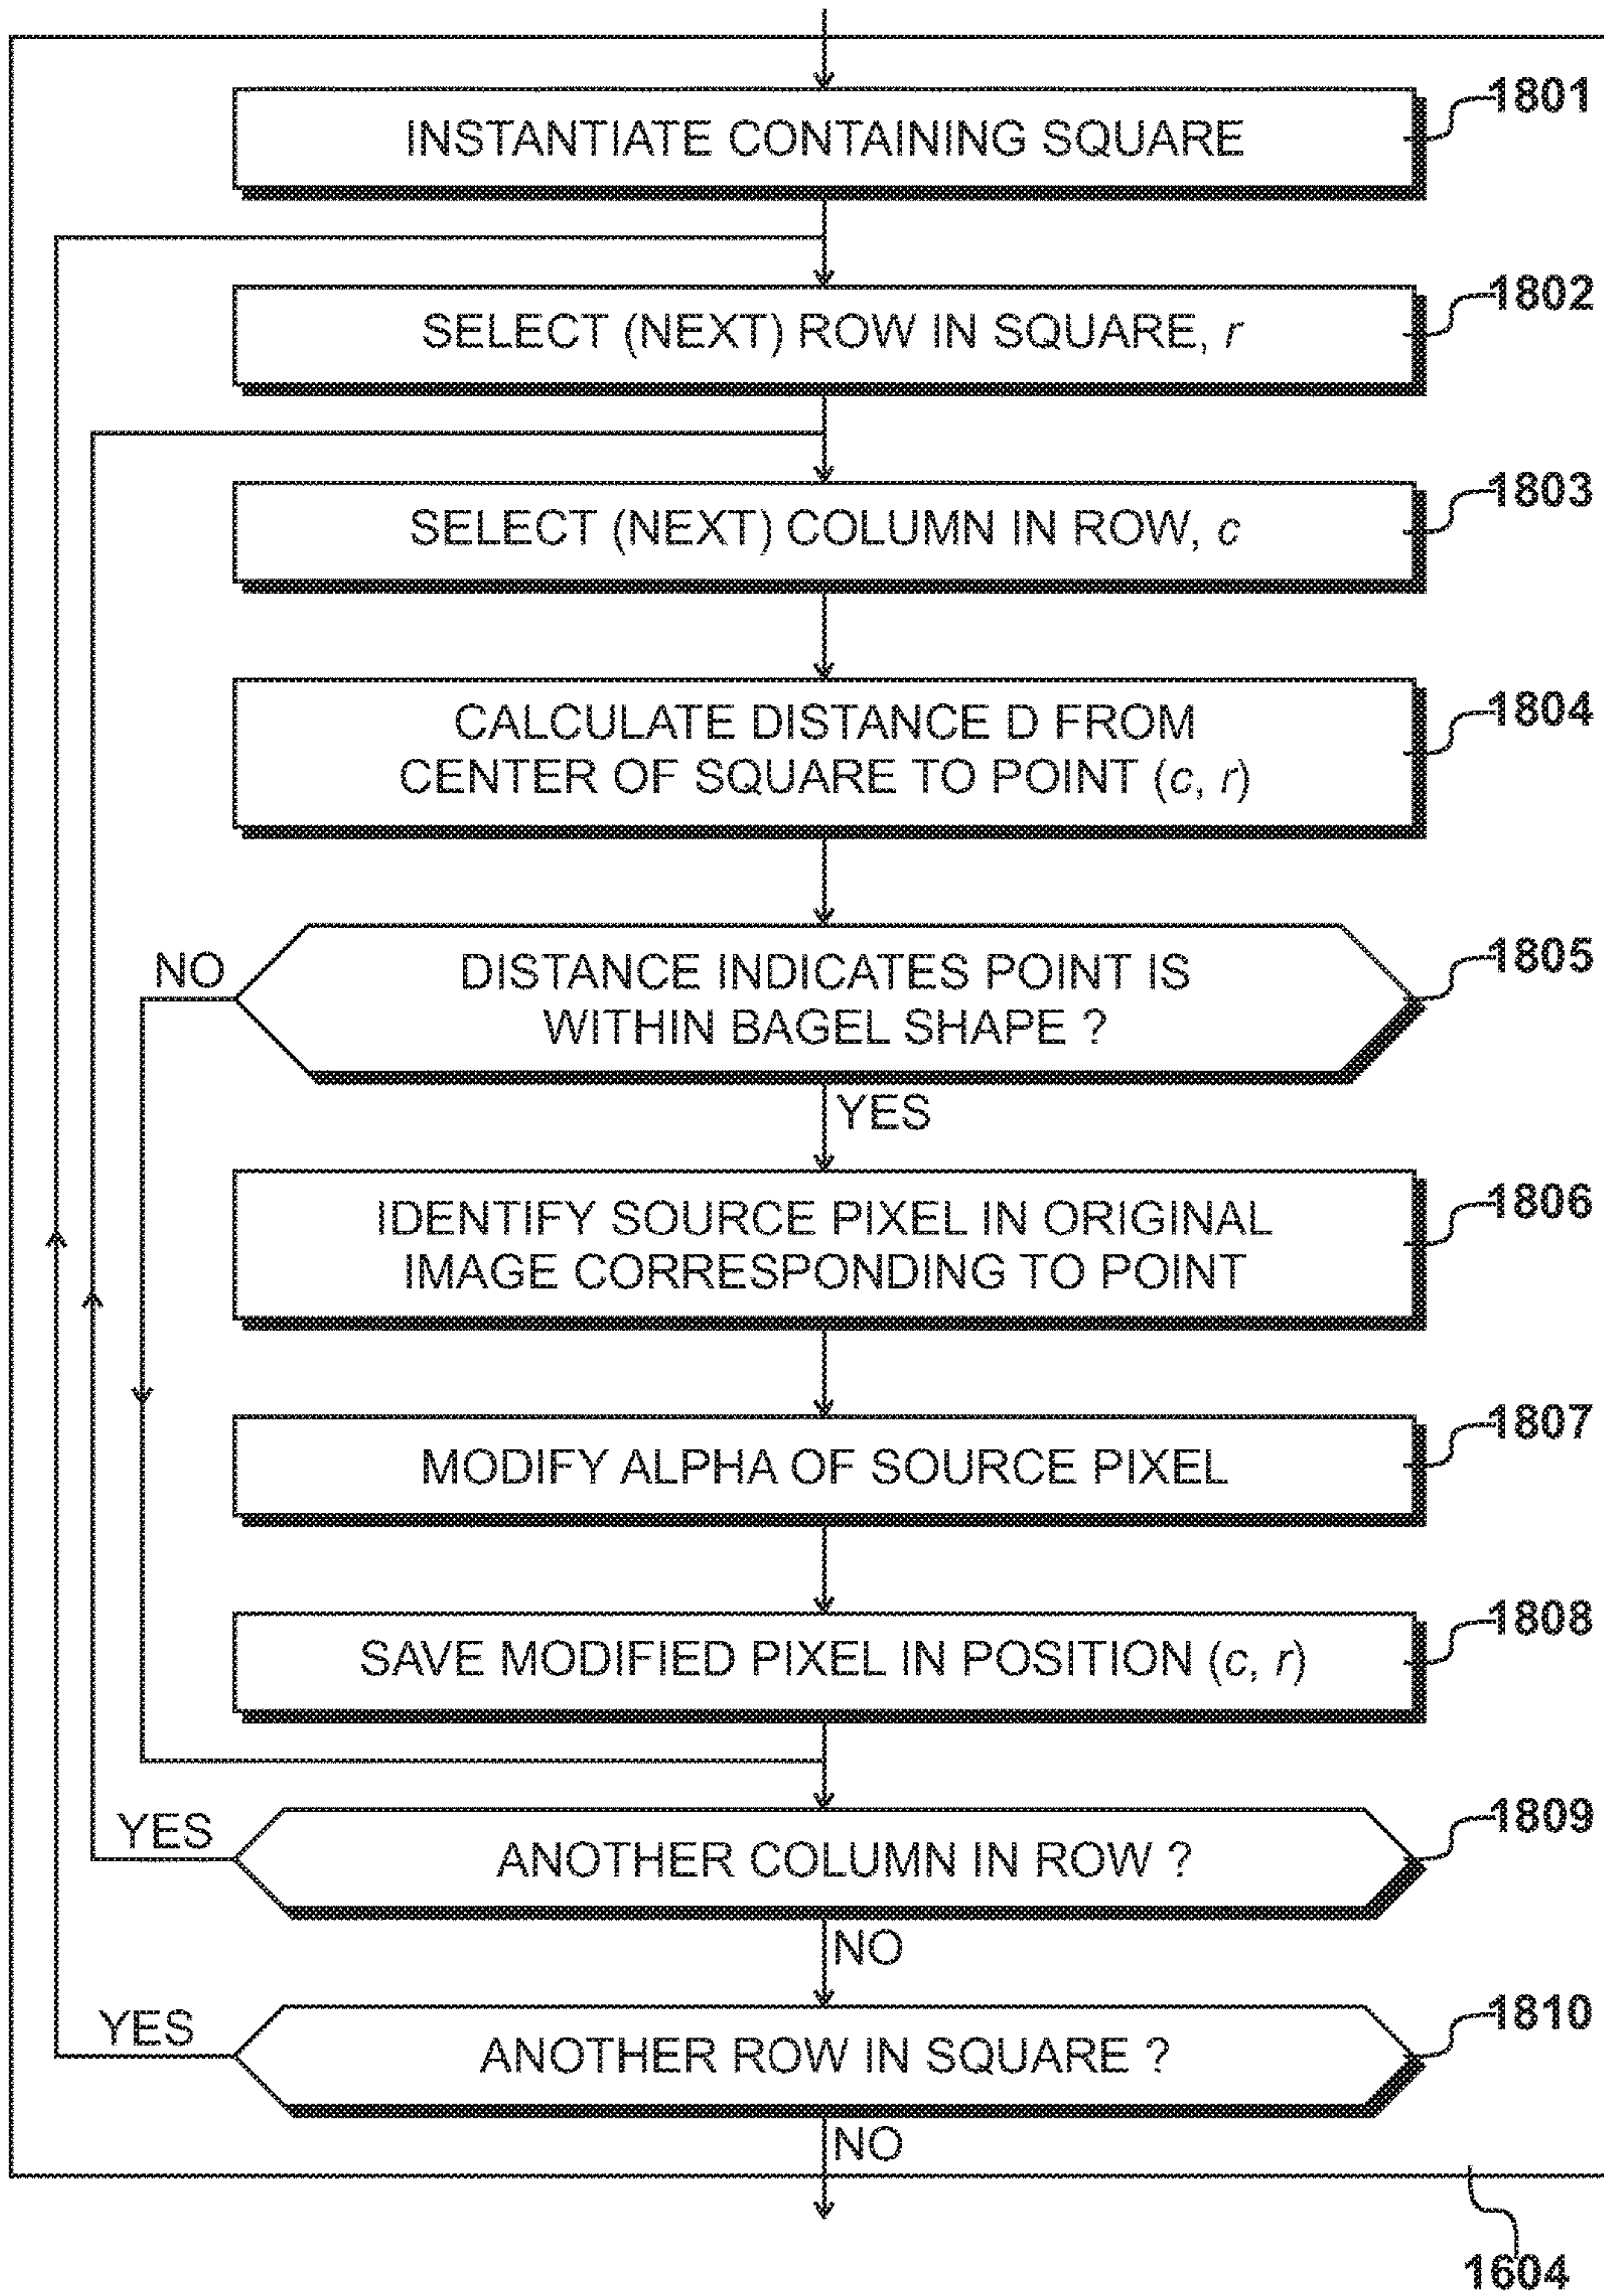 1801
INSTANTIATE CONTAINING SQUARE
1802
SELECT (NEXT) ROW IN SQUARE, r
1803
SELECT (NEXT) COLUMN IN ROW, c
1804
CALCULATE DISTANCE D FROM
CENTER OF SQUARE TO POINT (c, r)
1805
NO
DISTANCE INDICATES POINT IS
WITHIN BAGEL SHAPE ?
YES
1806
IDENTIFY SOURCE PIXEL IN ORIGINAL
IMAGE CORRESPONDING TO POINT
1807
MODIFY ALPHA OF SOURCE PIXEL
1808
SAVE MODIFIED PIXEL IN POSITION (c, r)
1809
YES
ANOTHER COLUMN IN ROW ?
NO
1810
YES
ANOTHER ROW IN SQUARE ?
NO
1604